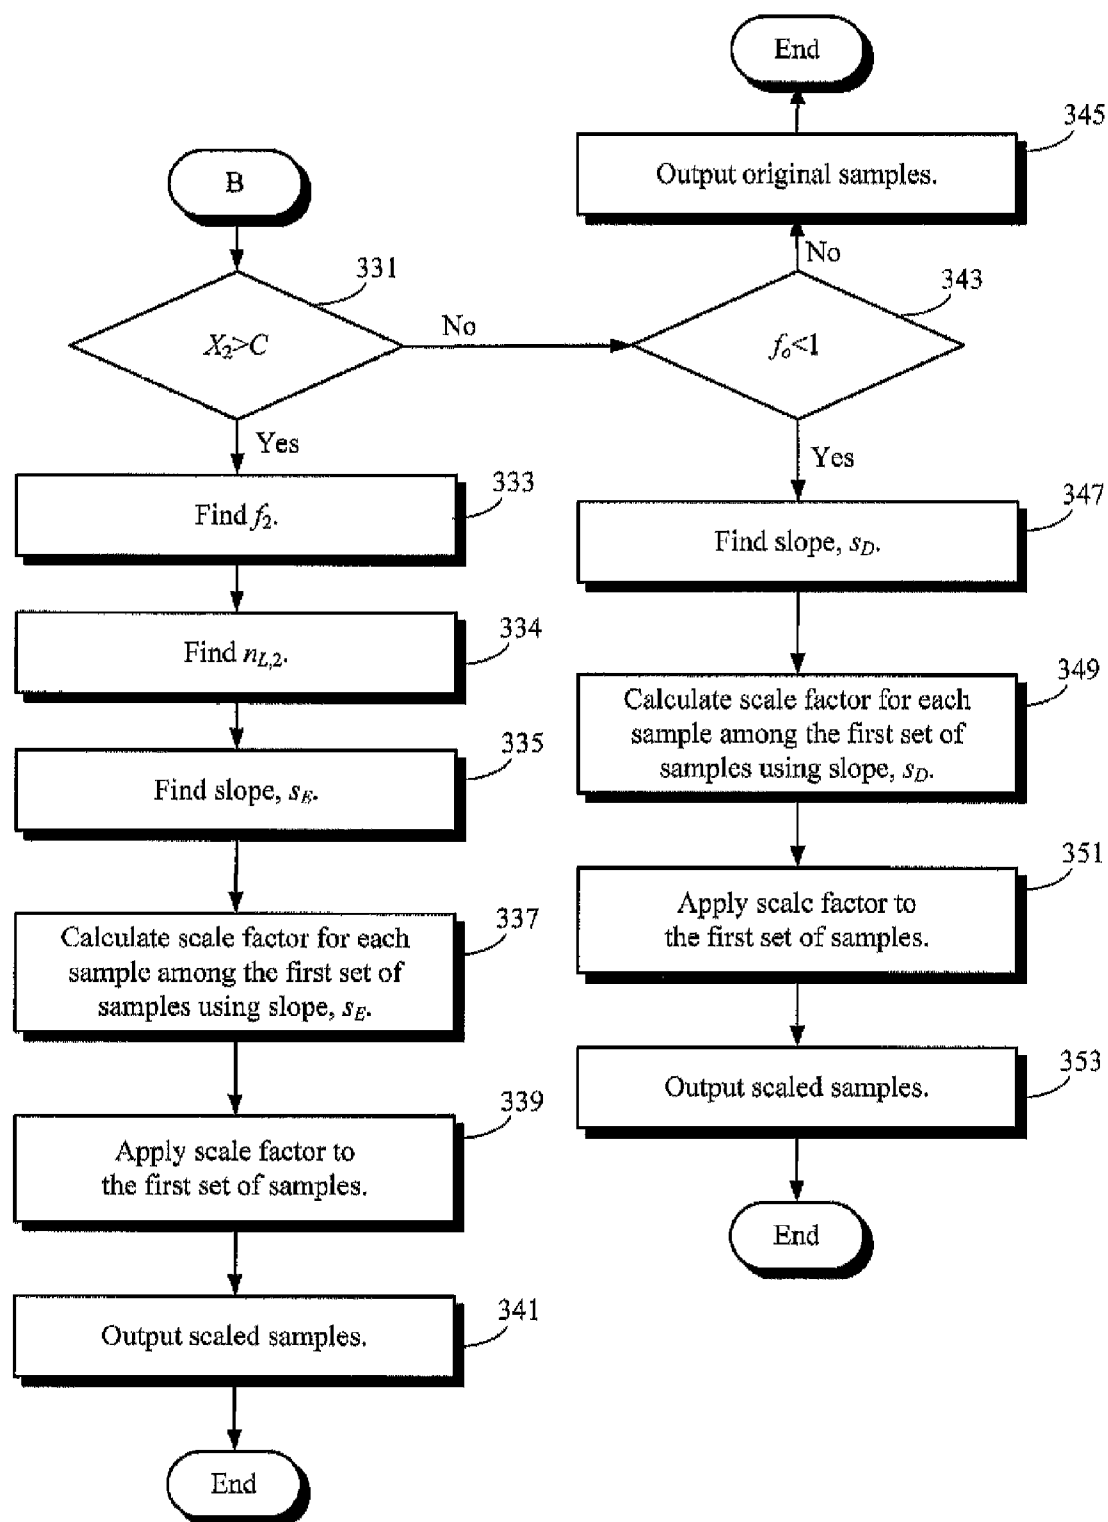 End
345
Output original samples.
B
No
331
343
X2>C
No
fo<1
Yes
Yes
333
Find f2.
347
Find slope, sD.
334
Find nL,2.
349
Calculate scale factor for each
sample among the first set of
samples using slope, sD.
335
Find slope, sE.
351
Apply scale factor to
the first set of samples.
337
Calculate scale factor for each
sample among the first set of
samples using slope, sE.
353
Output scaled samples.
339
Apply scale factor to
the first set of samples.
End
341
Output scaled samples.
End